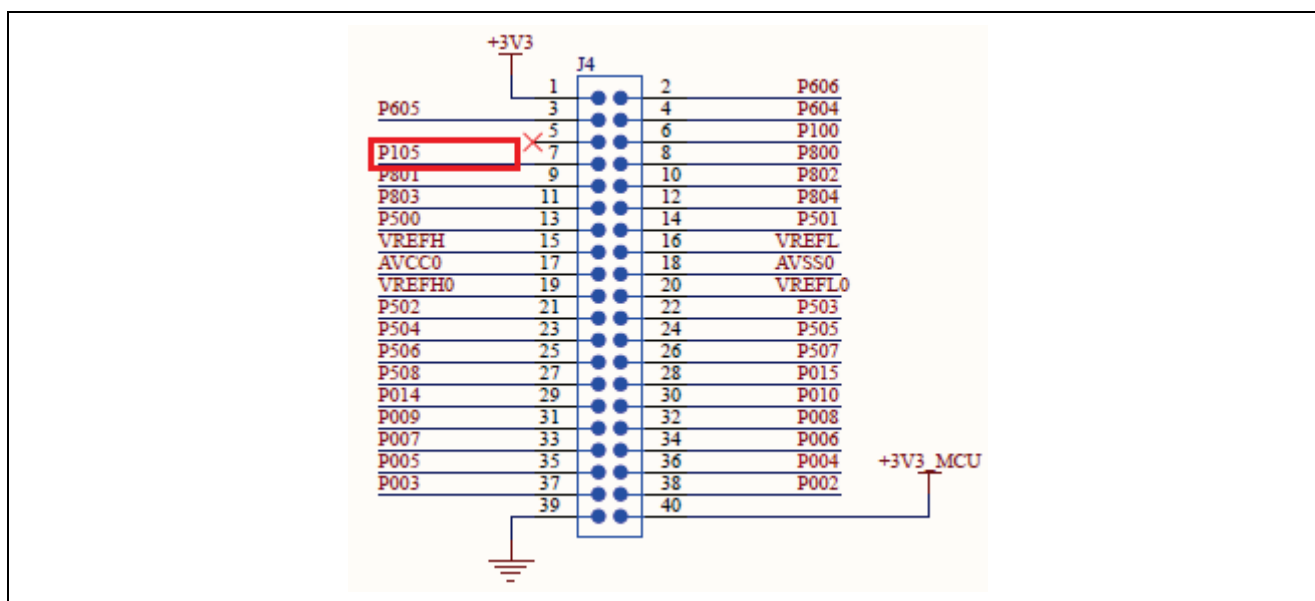 +3V3
J4
1 2 P606
P605 3 4 P604
5 6 P100
P105 7 8 P800
P801 9 10 P802
P803 11 12 P804
P500 13 14 P501
VREFH 15 16 VREFL
AVCC0 17 18 AVSS0
VREFH0 19 20 VREFL0
P502 21 22 P503
P504 23 24 P505
P506 25 26 P507
P508 27 28 P015
P014 29 30 P010
P009 31 32 P008
P007 33 34 P006
P005 35 36 P004 +3V3_MCU
P003 37 38 P002
39 40